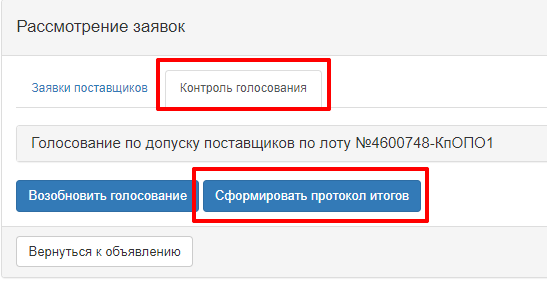 Рассмотрение заявок
Заявки поставщиков Контроль голосования
Голосование по допуску поставщиков по лоту №4600748-КпОПО1
Возобновить голосование Сформировать протокол итогов
Вернуться к объявлению